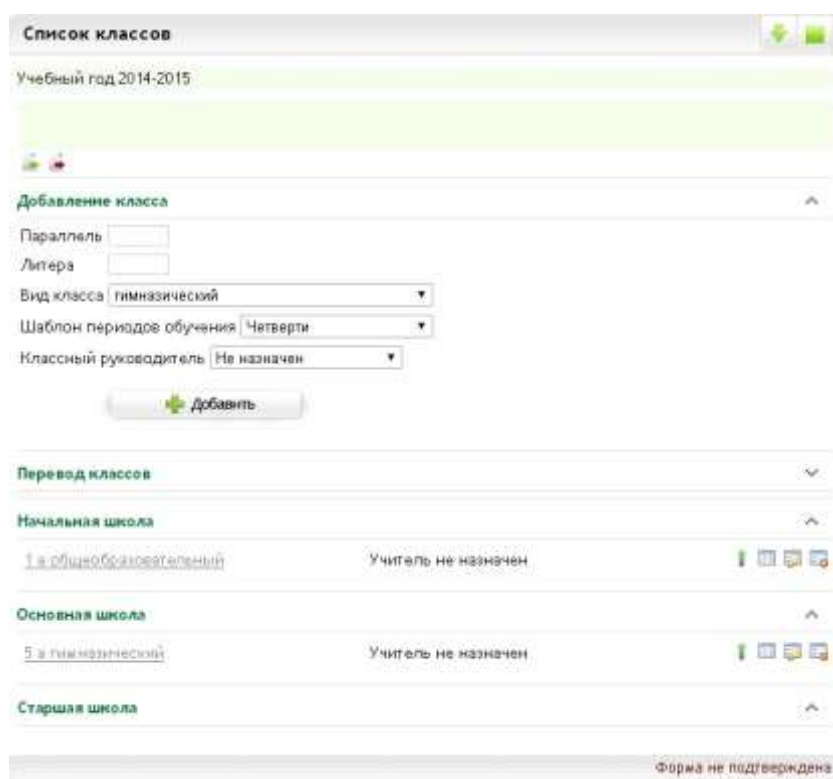 Список классов
Учебный год 2014-2015
Добавление класса
Параллель
Литера
Вид класса гимназический
Шаблон периодов обучения Четверти
Классный руководитель Не назначен
Добавить
Перевод классов
Начальная школа
1 а общеобразовательный Учитель не назначен
Основная школа
5 а гимназический Учитель не назначен
Старшая школа
Форма не подтверждена